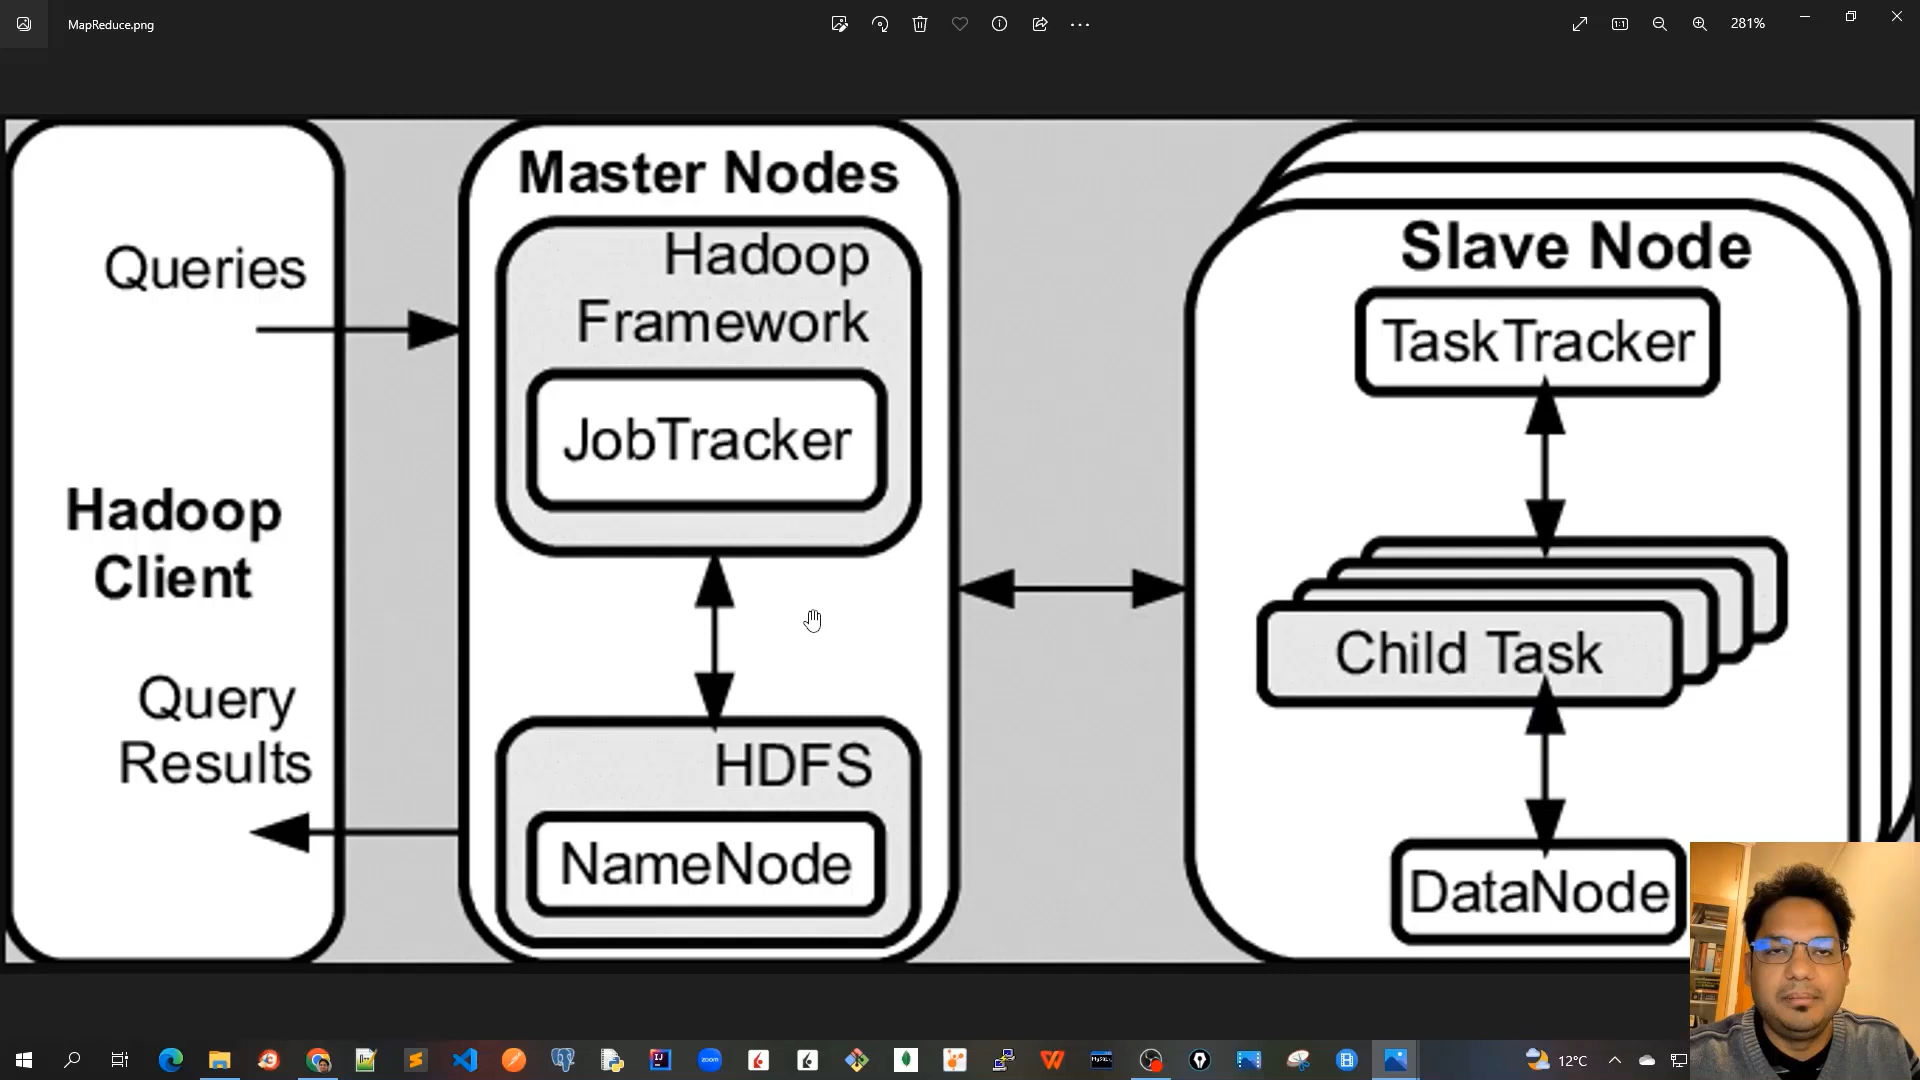 MapReduce.png
281%
Master Nodes
Hadoop
Framework
JobTracker
HDFS
NameNode
Queries
Hadoop
Client
Query
Results
Slave Node
TaskTracker
Child Task
DataNode
12°C